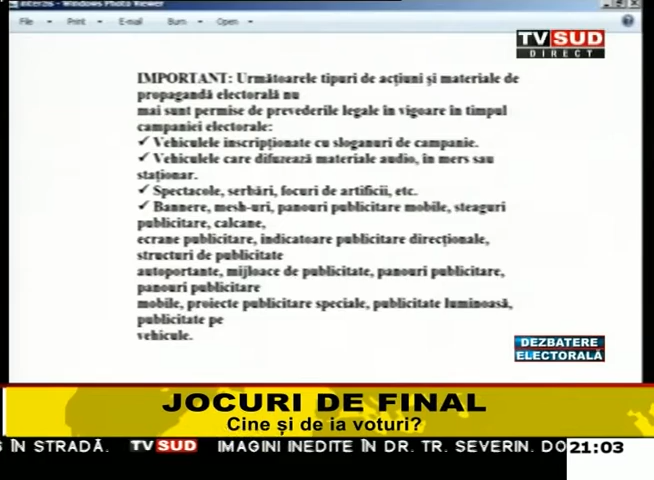 interzis - Windows Photo Viewer
File Print E-mail Burn Open
TV SUD
DIRECT
IMPORTANT: Următoarele tipuri de acțiuni și materiale de
propagandă electorală nu
mai sunt permise de prevederile legale în vigoare în timpul
campaniei electorale:
✓ Vehiculele inscripționate cu sloganuri de campanie.
✓ Vehiculele care difuzează materiale audio, în mers sau
staționar.
✓ Spectacole, serbări, focuri de artificii, etc.
✓ Bannere, mesh-uri, panouri publicitare mobile, steaguri
publicitare, calcane,
ecrane publicitare, indicatoare publicitare direcționale,
structuri de publicitate
autoportante, mijloace de publicitate, panouri publicitare,
panouri publicitare
mobile, proiecte publicitare speciale, publicitate luminoasă,
publicitate pe
vehicule.
DEZBATERE
ELECTORALĂ
JOCURI DE FINAL
Cine și de ia voturi?
S ÎN STRADĂ. TV SUD IMAGINI INEDITE ÎN DR. TR. SEVERIN. DO 21:03